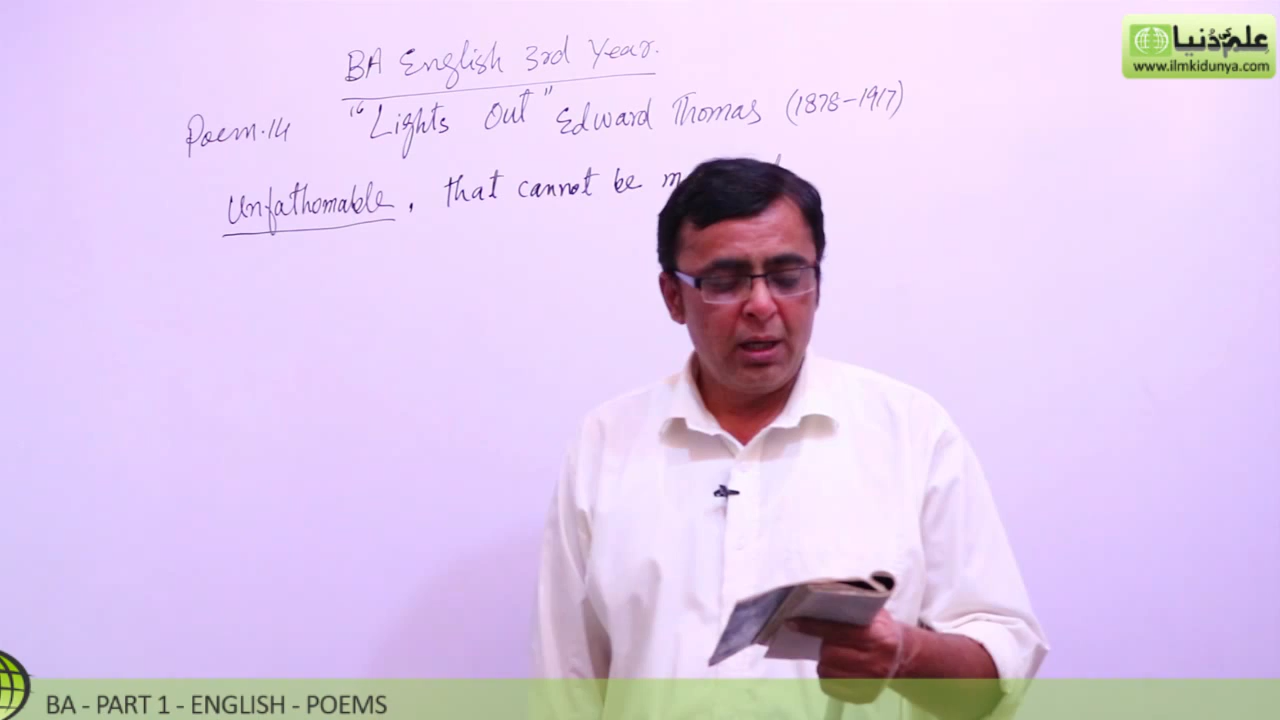 علم کی دُنیا
www.ilmkidunya.com
BA English 3rd Year.
Poem.14 "Lights Out" Edward Thomas (1878-1917)
Unfathomable, that cannot be
BA - PART 1 - ENGLISH - POEMS